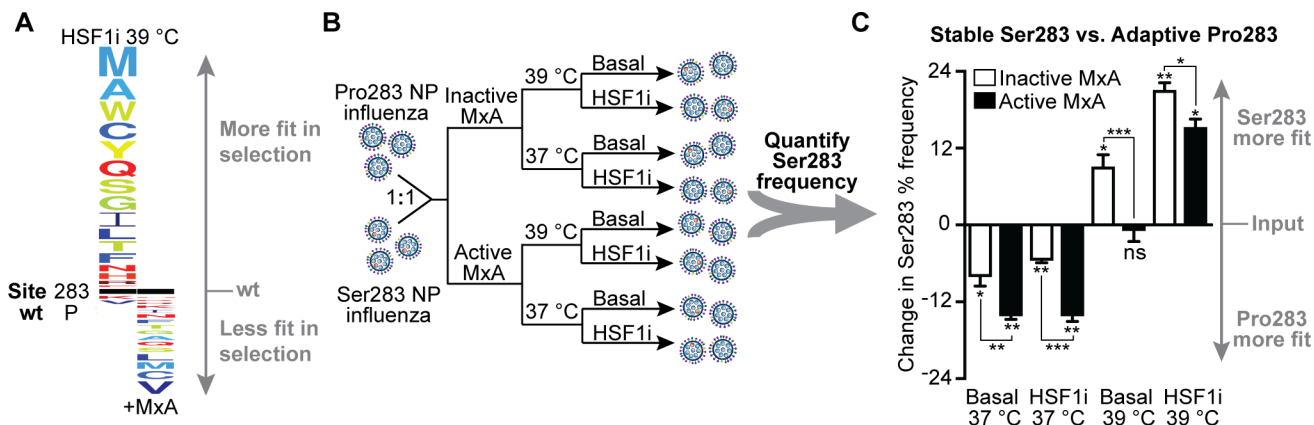 A
HSF1i 39 °C
M
A
W
C
Y
Q
S
G
I
L
T
F
N
H
More fit in
selection
Site 283
wt P
wt
Less fit in
selection
M
C
V
+MxA
B
Pro283 NP
influenza
1:1
Ser283 NP
influenza
Inactive
MxA
Active
MxA
39 °C
Basal
HSF1i
37 °C
Basal
HSF1i
39 °C
Basal
HSF1i
37 °C
Basal
HSF1i
Quantify
Ser283
frequency
C
Stable Ser283 vs. Adaptive Pro283
Change in Ser283 % frequency
24
12
0
-12
-24
Inactive MxA
Active MxA
*
**
**
**
***
**
*
***
ns
**
*
*
Ser283
more fit
Input
Pro283
more fit
Basal
37 °C
HSF1i
37 °C
Basal
39 °C
HSF1i
39 °C